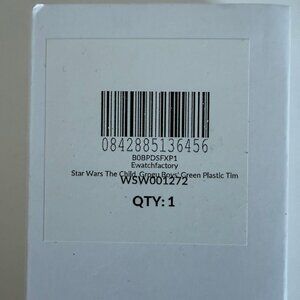 0842885136456
B0BPDSFXP1
Ewatchfactory
Star Wars The Child, Grogu Boys' Green Plastic Tim
WSW001272
QTY: 1